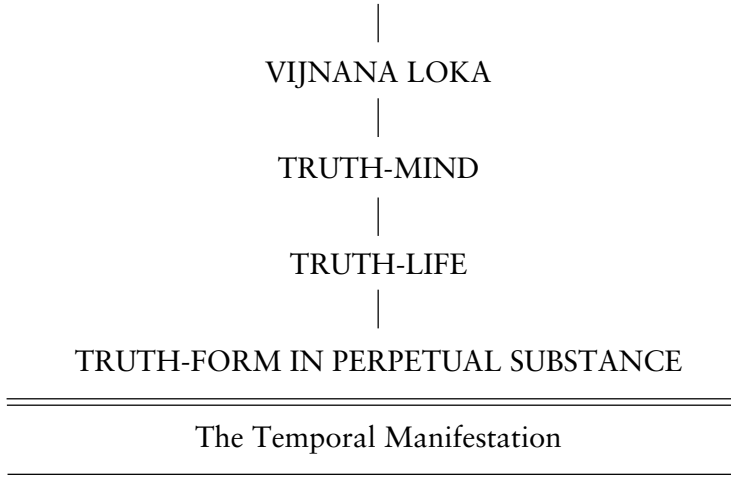 VIJNANA LOKA
TRUTH-MIND
TRUTH-LIFE
TRUTH-FORM IN PERPETUAL SUBSTANCE
The Temporal Manifestation